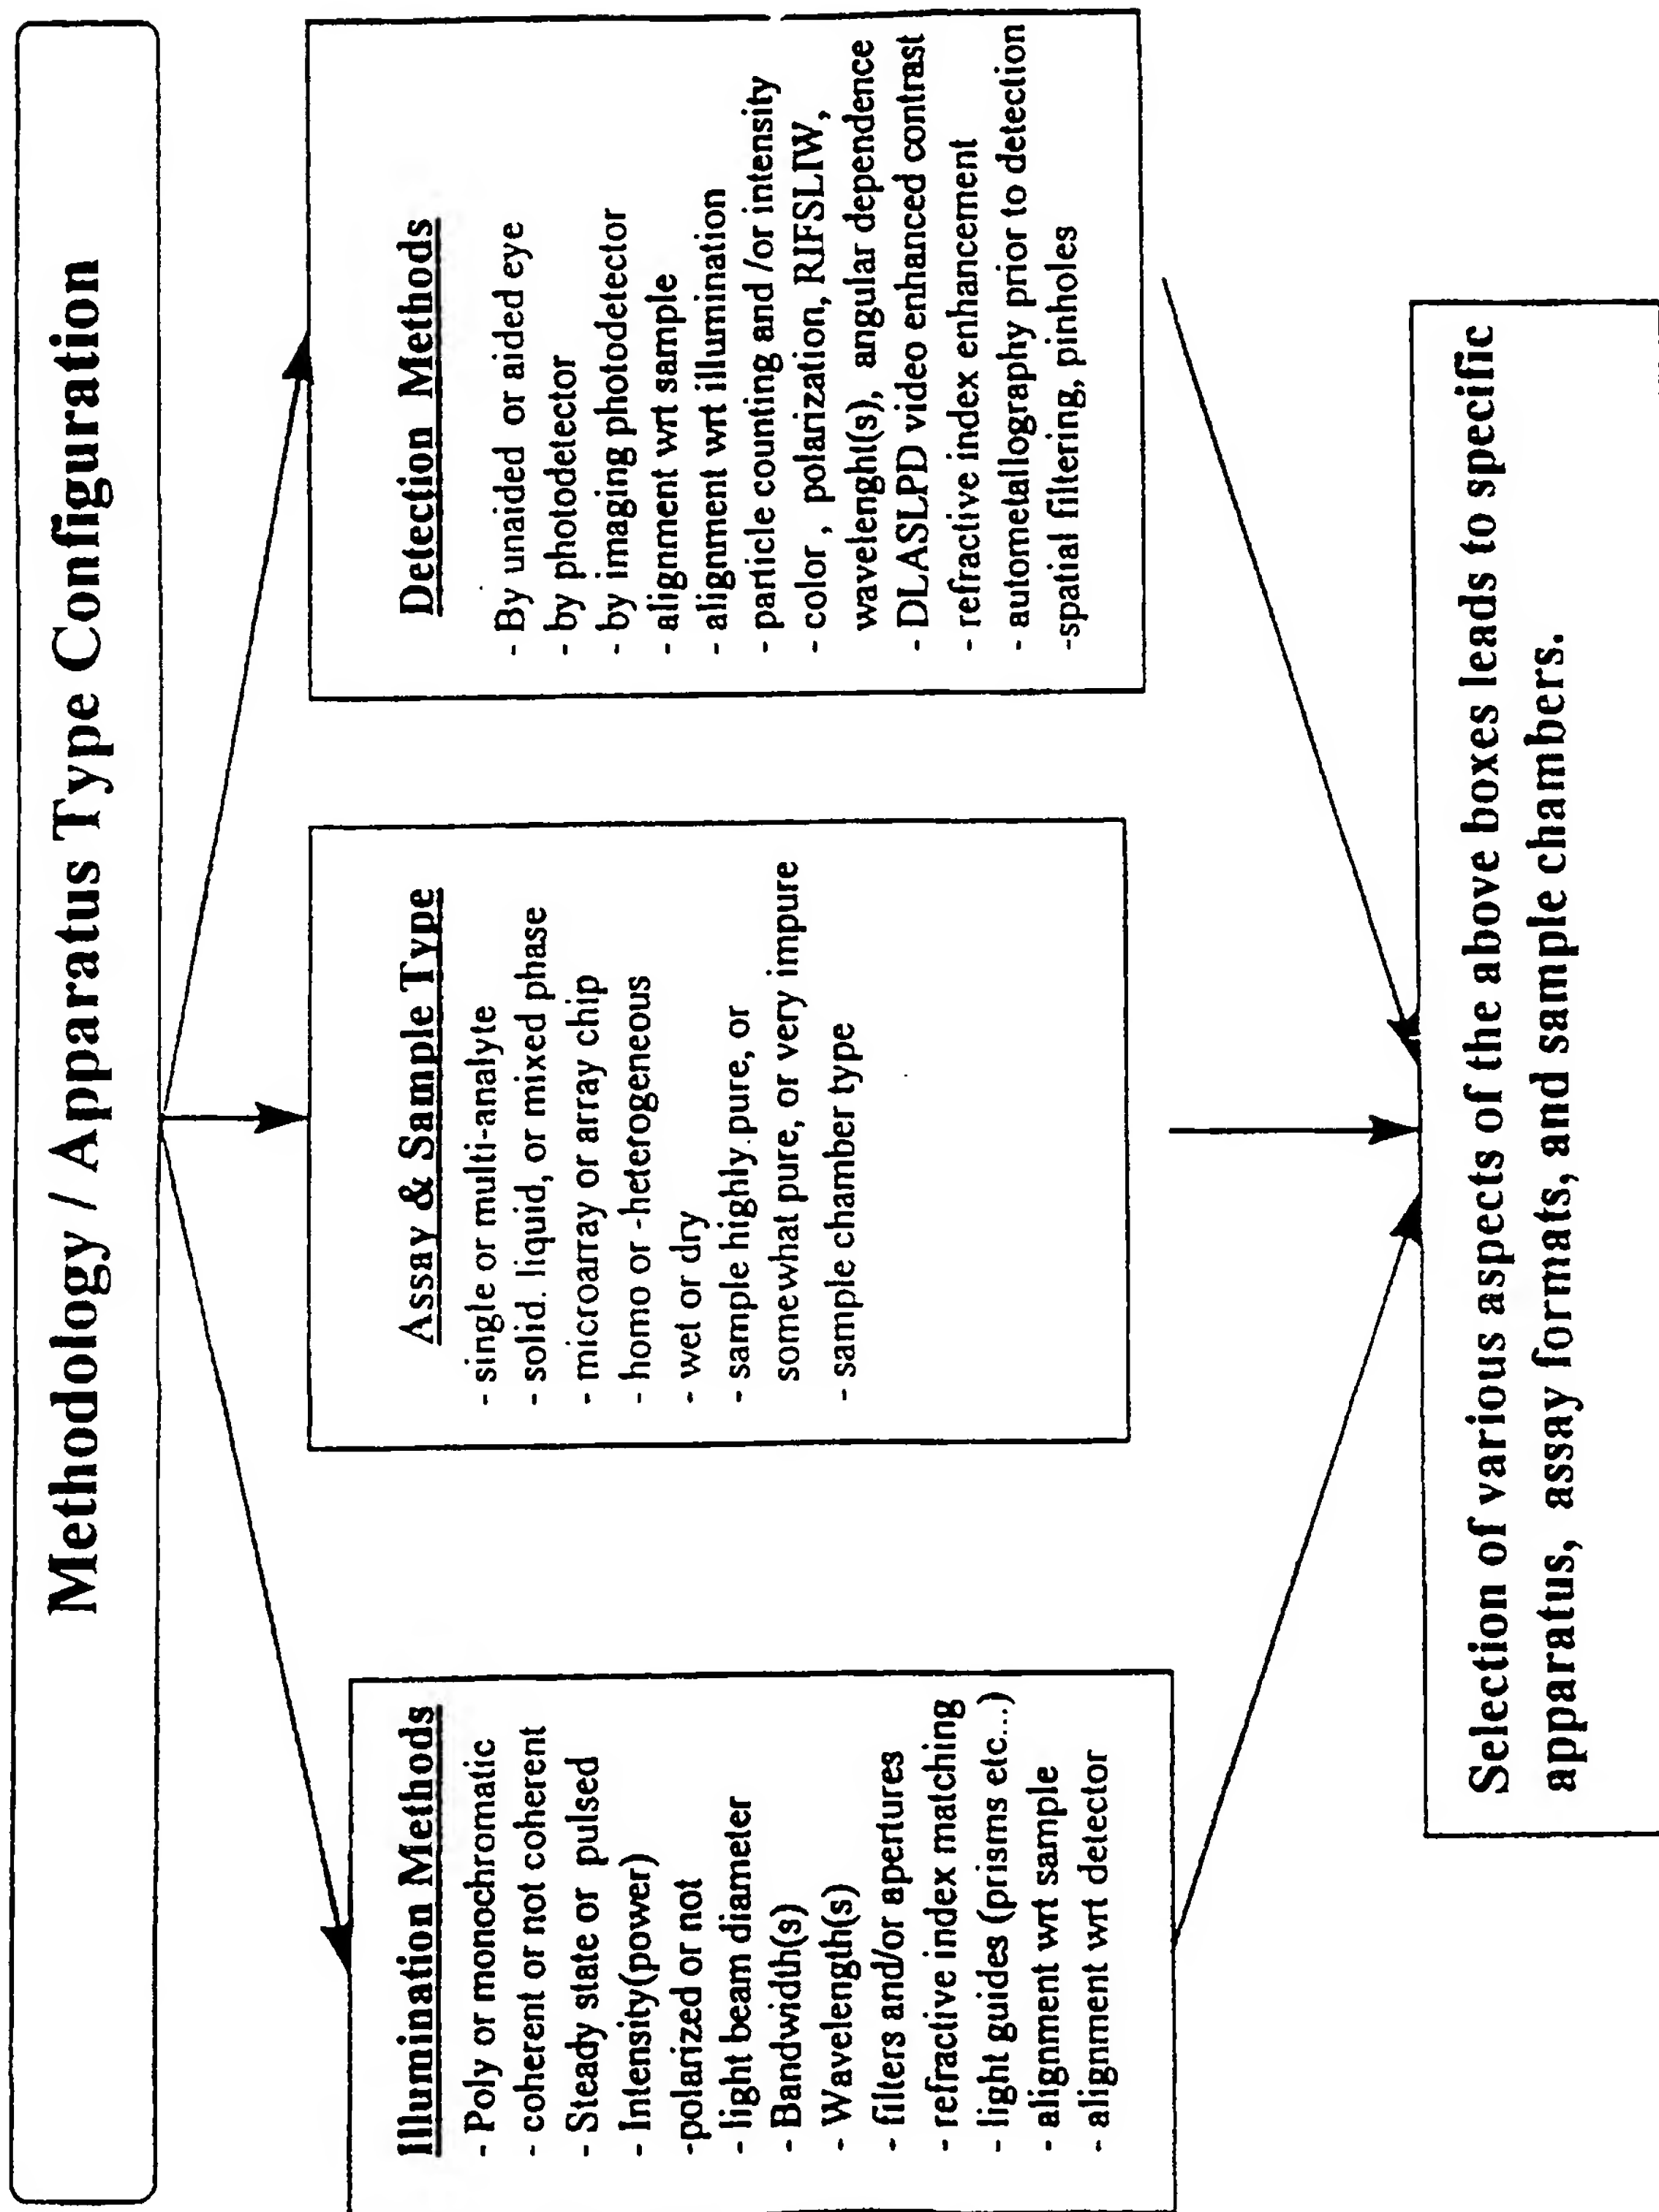 Methodology / Apparatus Type Configuration
Illumination Methods
- Poly or monochromatic
- coherent or not coherent
- Steady state or pulsed
- Intensity(power)
-polarized or not
- light beam diameter
- Bandwidth(s)
- Wavelength(s)
- filters and/or apertures
- refractive index matching
- light guides (prisms etc...)
- alignment wrt sample
- alignment wrt detector
Assay & Sample Type
- single or multi-analyte
- solid. liquid, or mixed phase
- microarray or array chip
- homo or -heterogeneous
- wet or dry
- sample highly pure, or
somewhat pure, or very impure
- sample chamber type
Detection Methods
- By unaided or aided eye
- by photodetector
- by imaging photodetector
- alignment wrt sample
- alignment wrt illumination
- particle counting and /or intensity
- color , polarization, RIFSLIW,
wavelenght(s), angular dependence
- DLASLPD video enhanced contrast
- refractive index enhancement
- autometallography prior to detection
-spatial filtering, pinholes
Selection of various aspects of the above boxes leads to specific
apparatus, assay formats, and sample chambers.